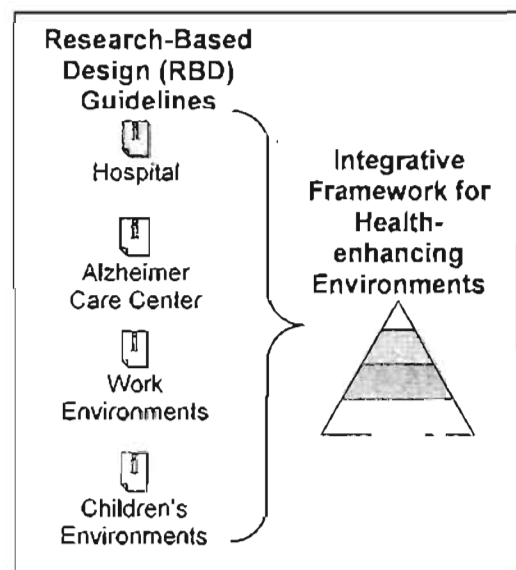 Research-Based
Design (RBD)
Guidelines
Hospital
Alzheimer
Care Center
Work
Environments
Children's
Environments
Integrative
Framework for
Health-
enhancing
Environments